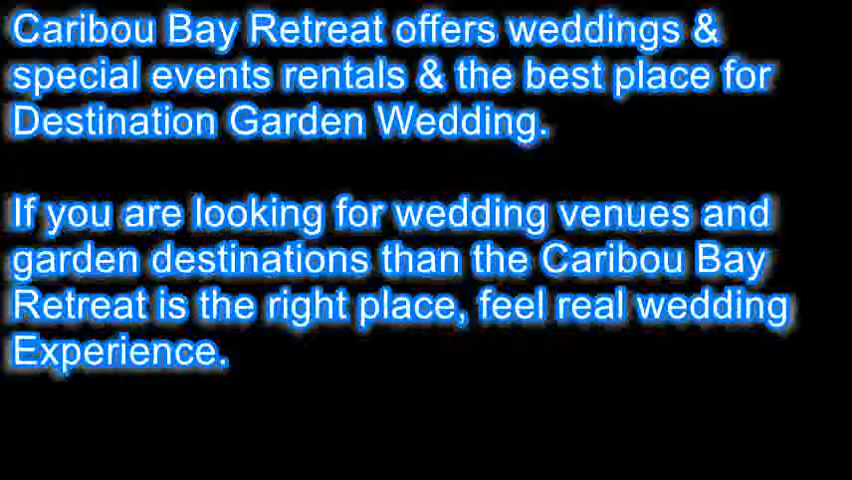 Caribou Bay Retreat offers weddings &
special events rentals & the best place for
Destination Garden Wedding.
If you are looking for wedding venues and
garden destinations than the Caribou Bay
Retreat is the right place, feel real wedding
Experience.